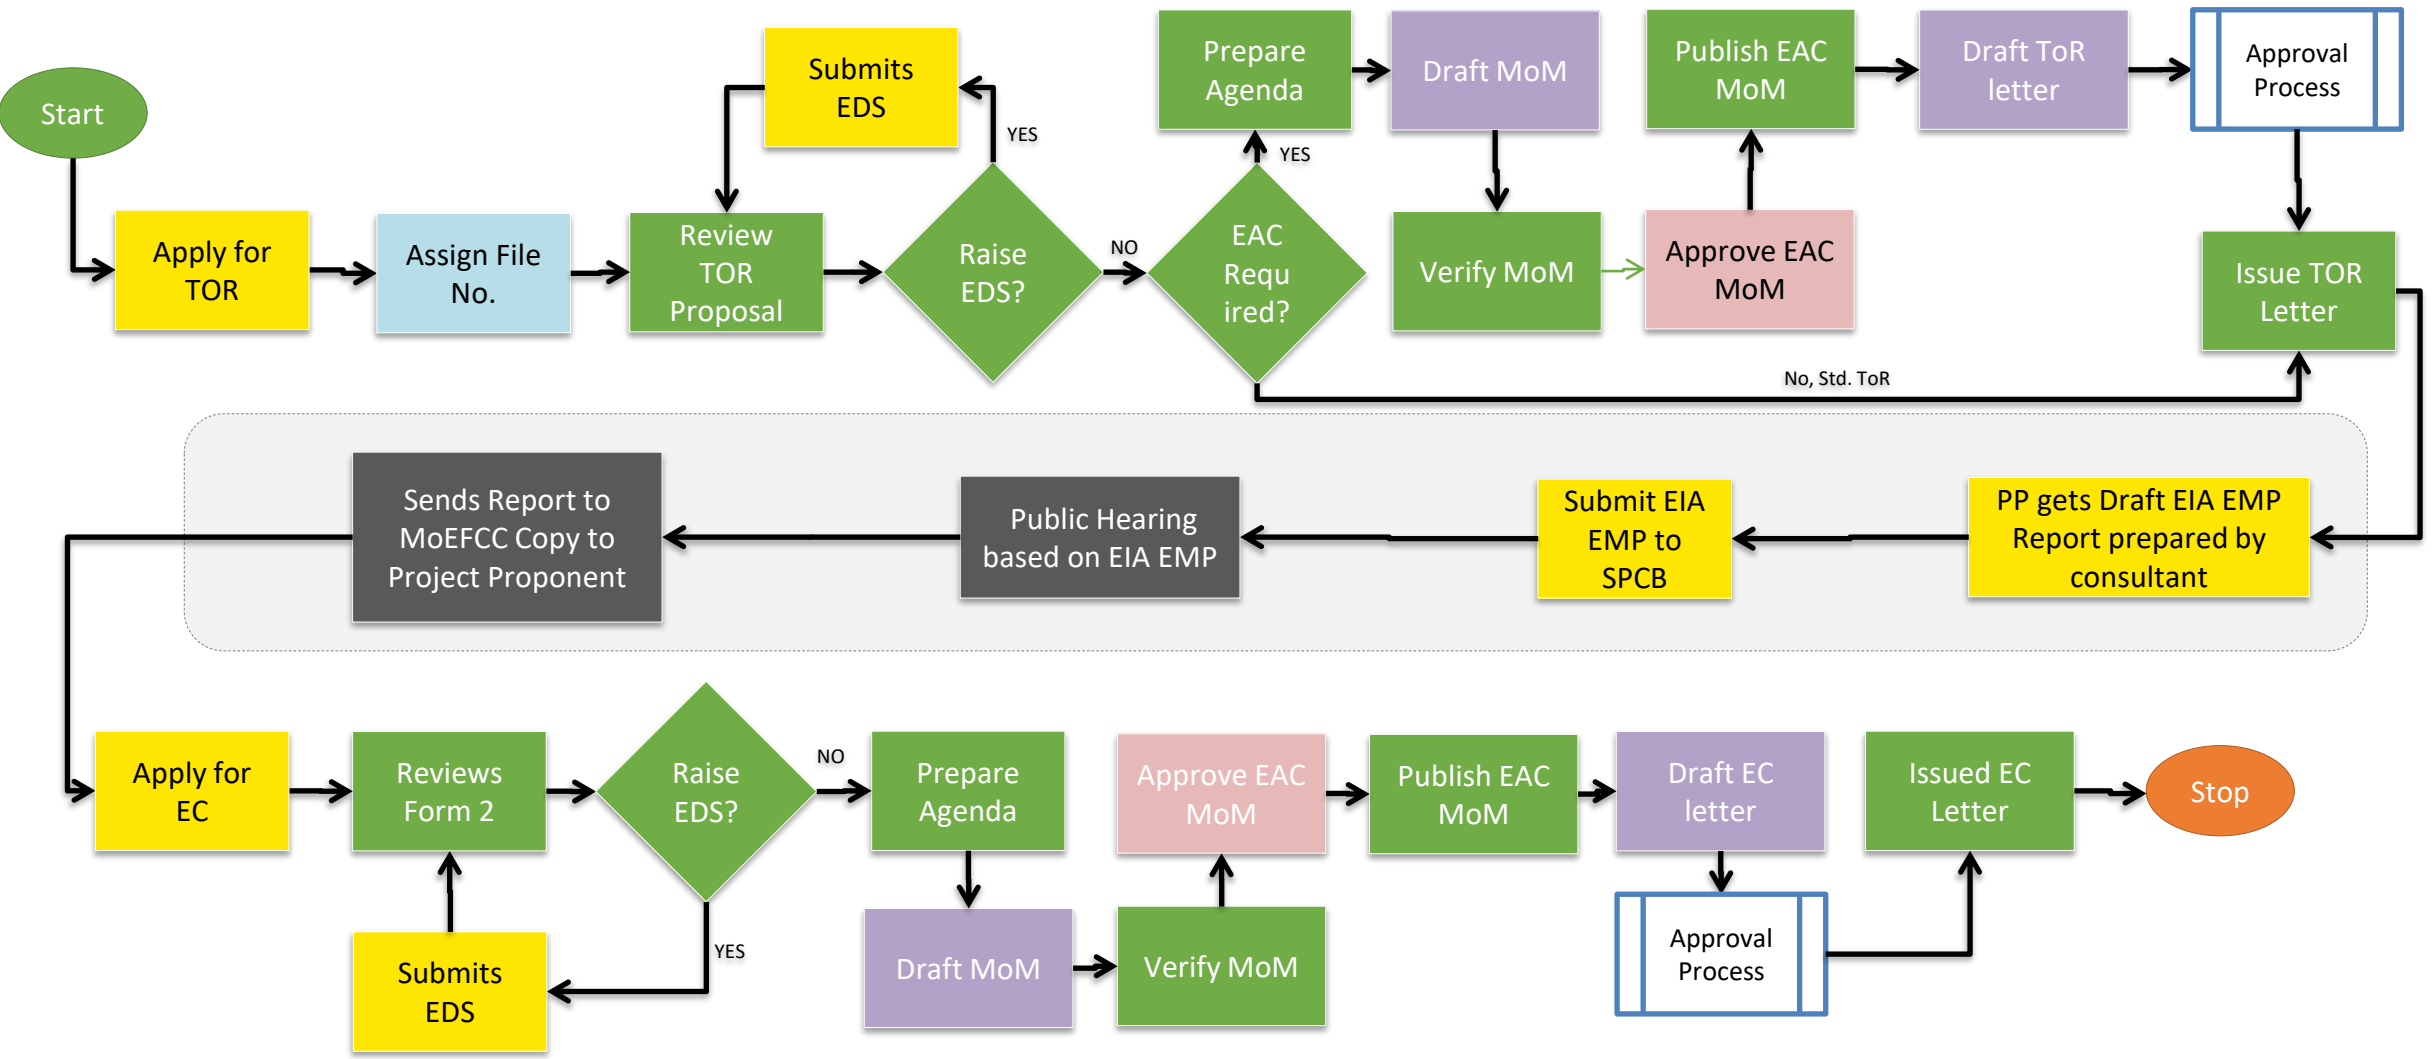 Start
Apply for
TOR
Assign File
No.
Review
TOR
Proposal
Submits
EDS
Raise
EDS?
YES
NO
EAC
Requ
ired?
YES
No, Std. ToR
Prepare
Agenda
Draft MoM
Verify MoM
Approve EAC
MoM
Publish EAC
MoM
Draft ToR
letter
Approval
Process
Issue TOR
Letter
PP gets Draft EIA EMP
Report prepared by
consultant
Submit EIA
EMP to
SPCB
Public Hearing
based on EIA EMP
Sends Report to
MoEFCC Copy to
Project Proponent
Apply for
EC
Reviews
Form 2
Raise
EDS?
YES
Submits
EDS
NO
Prepare
Agenda
Draft MoM
Verify MoM
Approve EAC
MoM
Publish EAC
MoM
Draft EC
letter
Approval
Process
Issued EC
Letter
Stop